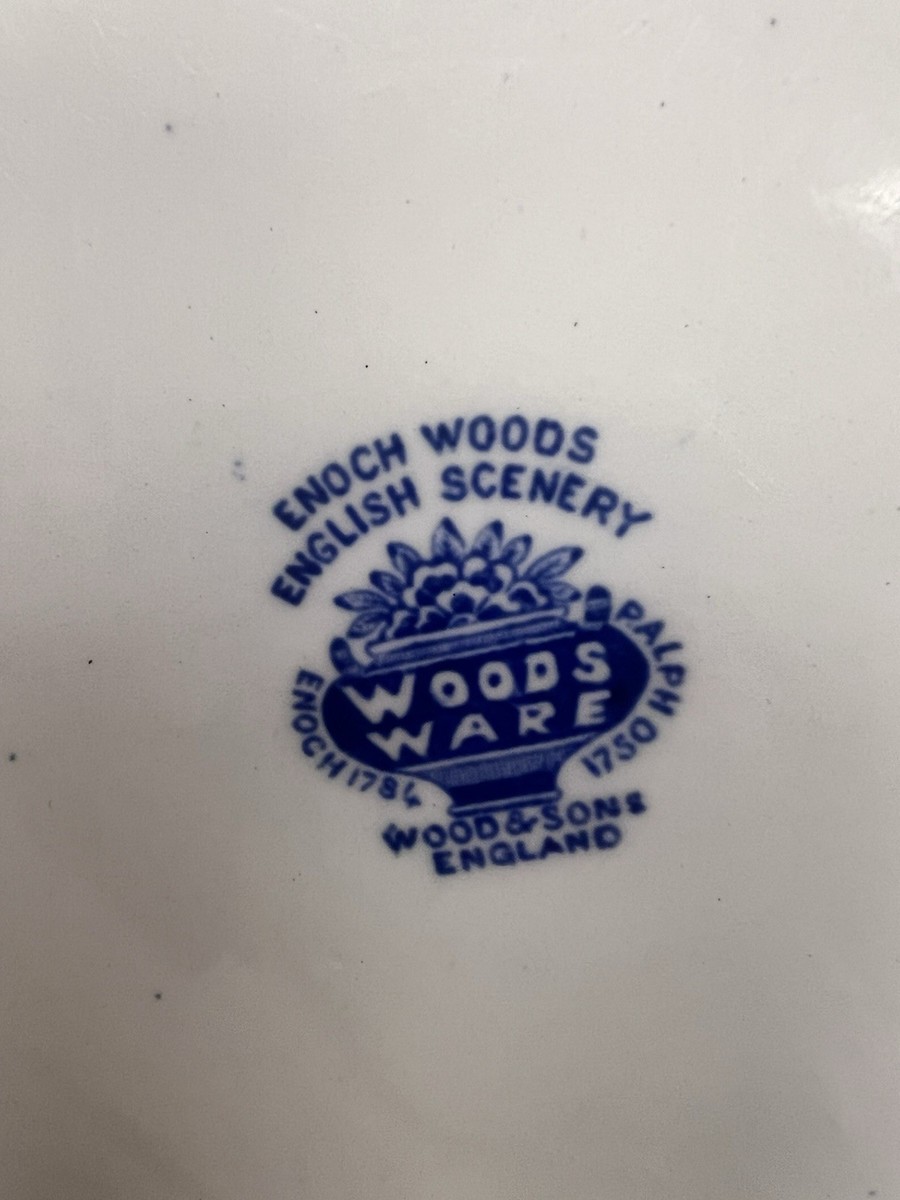 ENOCH WOODS
ENGLISH SCENERY
WOODS
WARE
ENOCH 1784
RALPH 1750
WOOD & SONS
ENGLAND